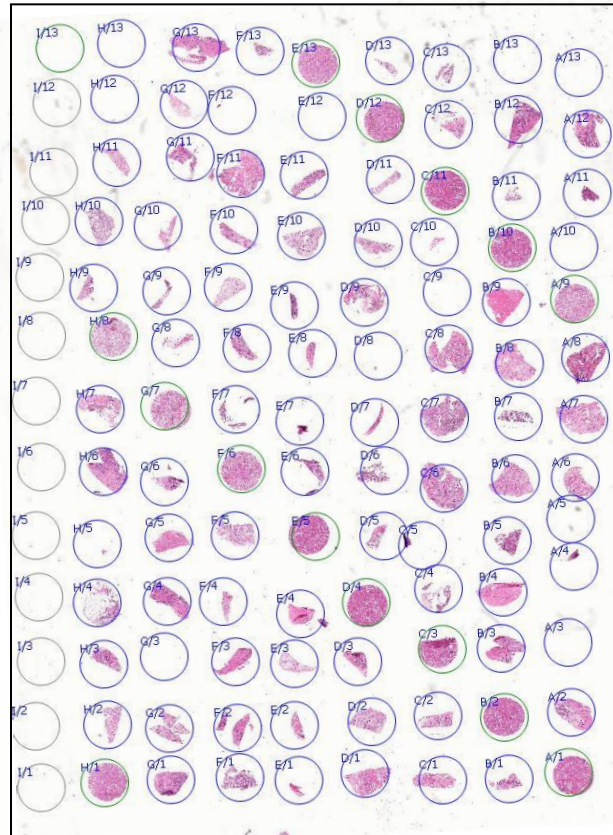 I/13 H/13 G/13 F/13 E/13 D/13 C/13 B/13 A/13
I/12 H/12 G/12 F/12 E/12 D/12 C/12 B/12 A/12
I/11 H/11 G/11 F/11 E/11 D/11 C/11 B/11 A/11
I/10 H/10 G/10 F/10 E/10 D/10 C/10 B/10 A/10
I/9 H/9 G/9 F/9 E/9 D/9 C/9 B/9 A/9
I/8 H/8 G/8 F/8 E/8 D/8 C/8 B/8 A/8
I/7 H/7 G/7 F/7 E/7 D/7 C/7 B/7 A/7
I/6 H/6 G/6 F/6 E/6 D/6 C/6 B/6 A/6
I/5 H/5 G/5 F/5 E/5 D/5 C/5 B/5 A/5
I/4 H/4 G/4 F/4 E/4 D/4 C/4 B/4 A/4
I/3 H/3 G/3 F/3 E/3 D/3 C/3 B/3 A/3
I/2 H/2 G/2 F/2 E/2 D/2 C/2 B/2 A/2
I/1 H/1 G/1 F/1 E/1 D/1 C/1 B/1 A/1